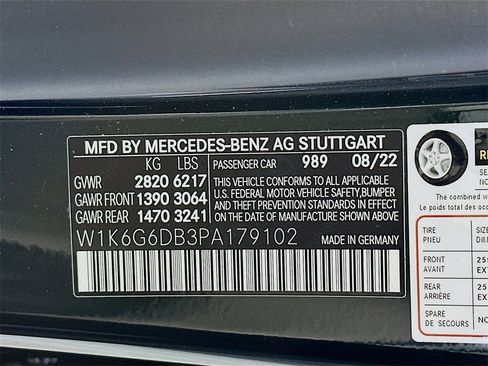 MFD BY MERCEDES-BENZ AG STUTTGART
KG LBS
PASSENGER CAR 989 08/22
GVWR 2820 6217
GAWR FRONT 1390 3064
GAWR REAR 1470 3241
THIS VEHICLE CONFORMS TO ALL APPLICABLE
U.S. FEDERAL MOTOR VEHICLE SAFETY,BUMPER
AND THEFT PREVENTION STANDARDS IN EFFECT
ON THE DATE OF MANUFACTURE SHOWN ABOVE.
W1K6G6DB3PA179102 MADE IN GERMANY
The combined w
Le poids total des occ
TIRE
PNEU
FRONT
AVANT
REAR
ARRIÈRE
SPARE
DE SECOURS